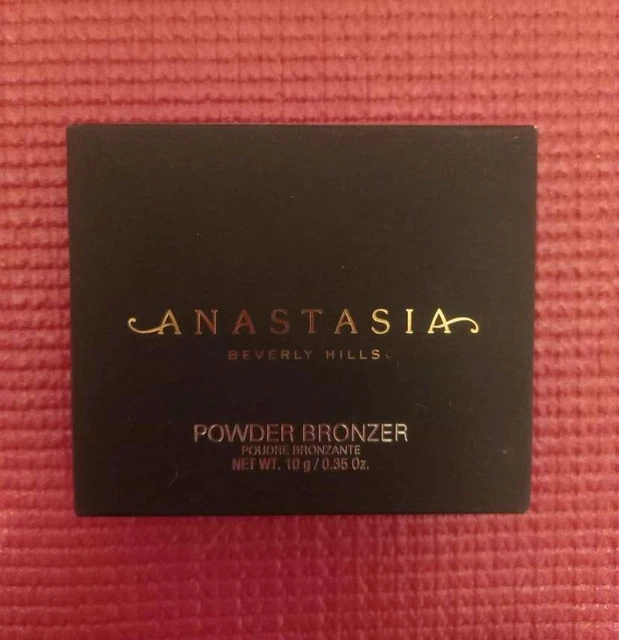 ANASTASIA
BEVERLY HILLS
POWDER BRONZER
POUDRE BRONZANTE
NET WT. 10 g / 0.35 Oz.